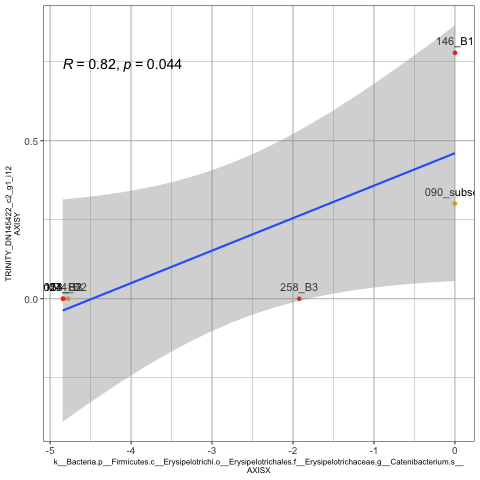 146_B1
R = 0.82, p = 0.044
0.5
090_subse
258_B3
0.0
-5
-4
-3
-2
-1
0
TRINITY_DN145422_c2_g1_i12
AXISY
k__Bacteria.p__Firmicutes.c__Erysipelotrichi.o__Erysipelotrichales.f__Erysipelotrichaceae.g__Catenibacterium.s__
AXISX